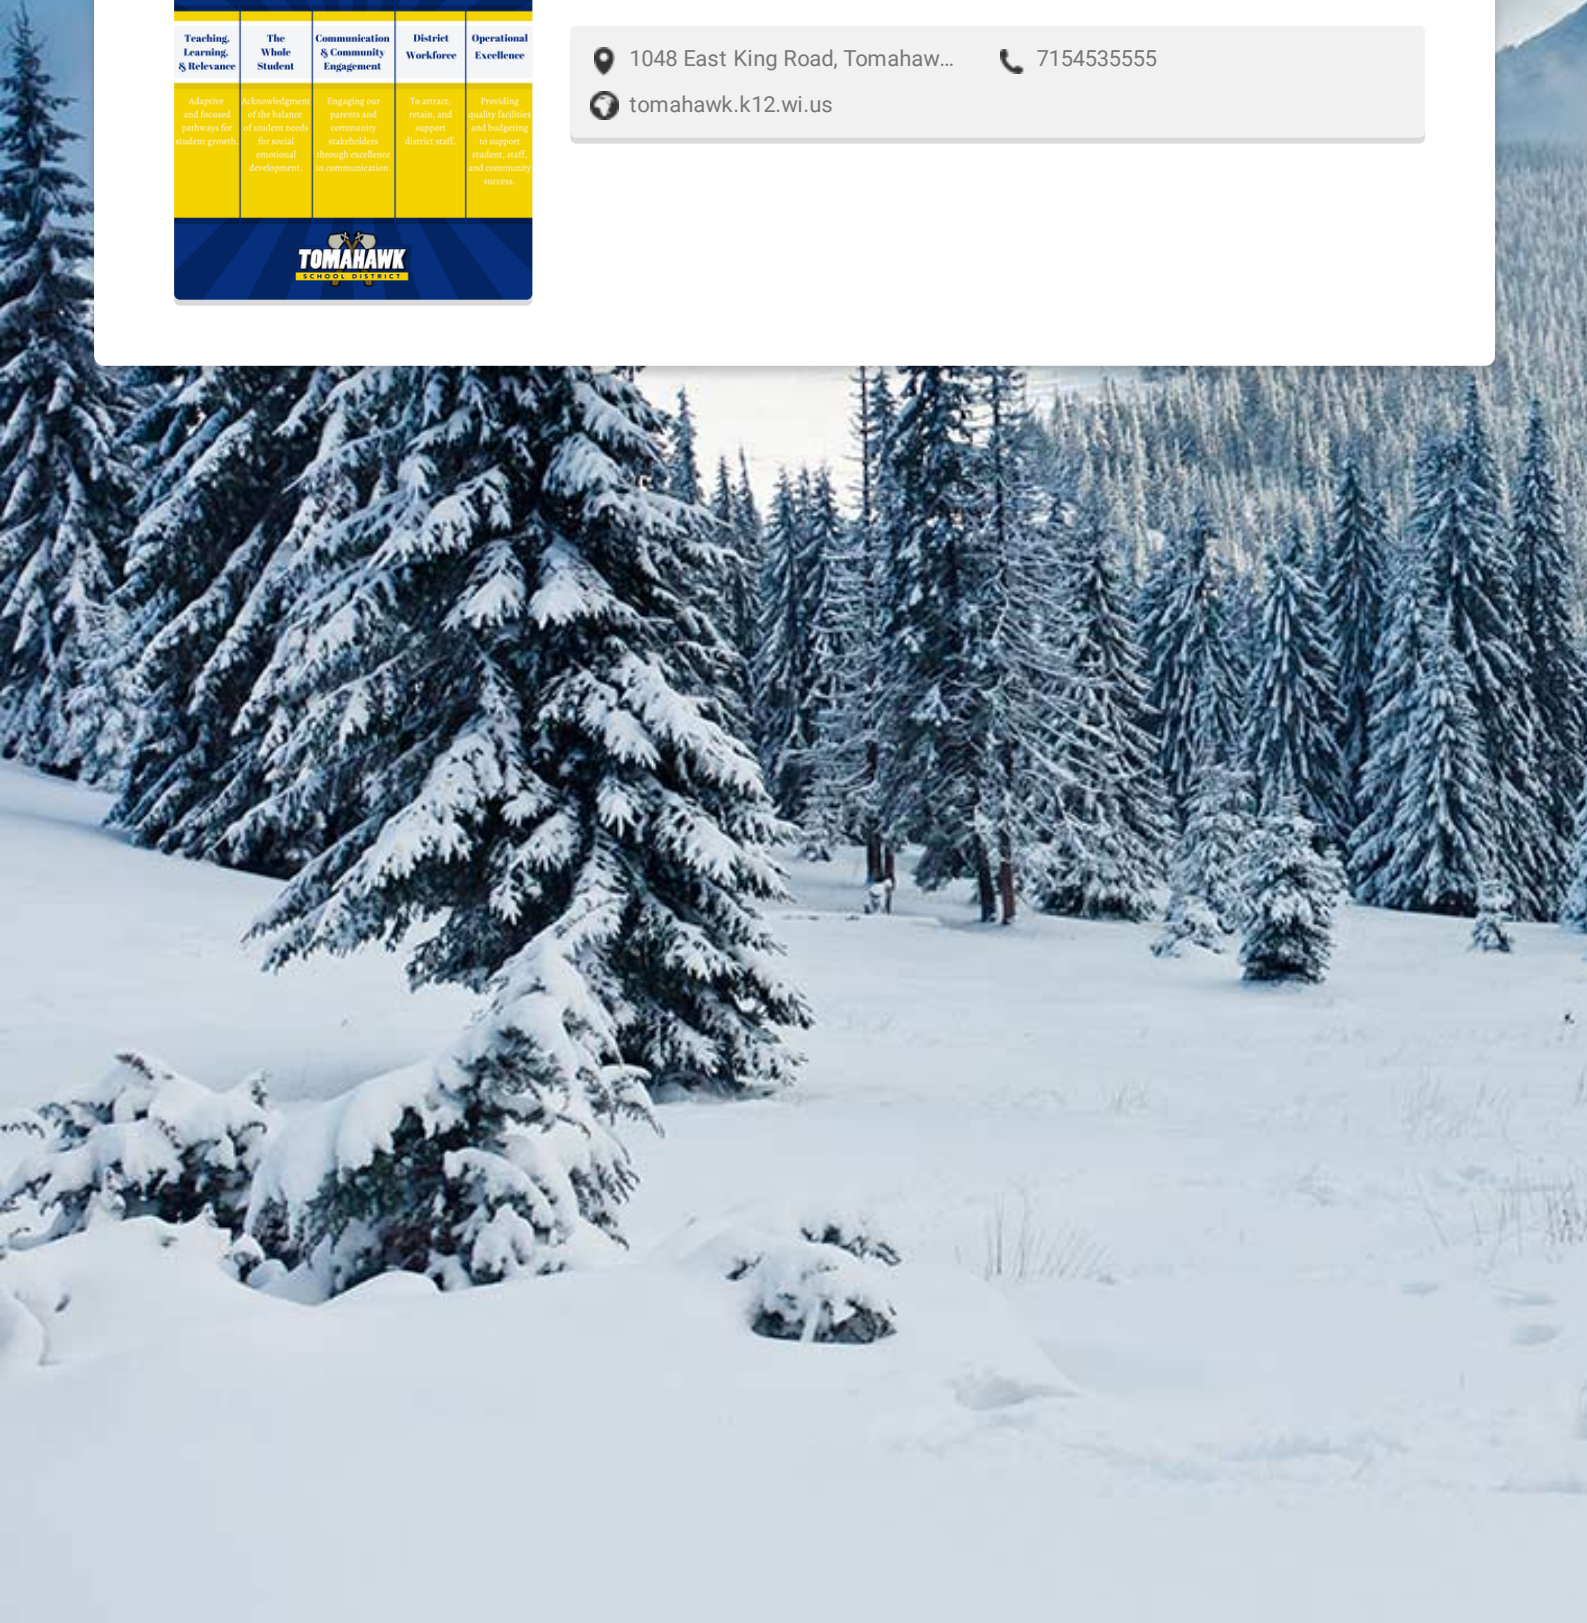 Teaching,
Learning,
& Relevance
The
Whole
Student
Communication
& Community
Engagement
District
Workforce
Operational
Excellence
Adaptive
and focused
pathways for
student growth.
Acknowledgment
of the balance
of student needs
for social
emotional
development.
Engaging our
parents and
community
stakeholders
through excellence
in communication.
To attract,
retain, and
support
district staff.
Providing
quality facilities
and budgeting
to support
student, staff,
and community
success.
TOMAHAWK
SCHOOL DISTRICT
1048 East King Road, Tomahaw...
7154535555
tomahawk.k12.wi.us